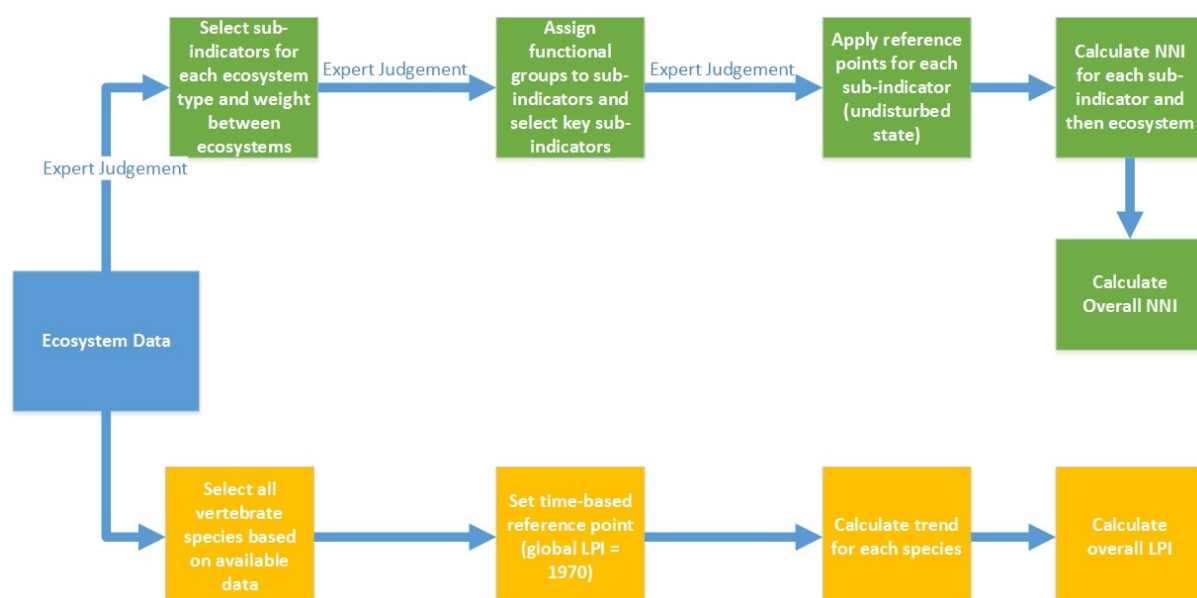 Select sub-
indicators for
each ecosystem
type and weight
between
ecosystems
Expert Judgement
Assign
functional
groups to sub-
indicators and
select key sub-
indicators
Expert Judgement
Apply reference
points for each
sub-indicator
(undisturbed
state)
Calculate NNI
for each sub-
indicator and
then ecosystem
Expert Judgement
Calculate
Overall NNI
Ecosystem Data
Select all
vertebrate
species based
on available
data
Set time-based
reference point
(global LPI =
1970)
Calculate trend
for each species
Calculate
overall LPI